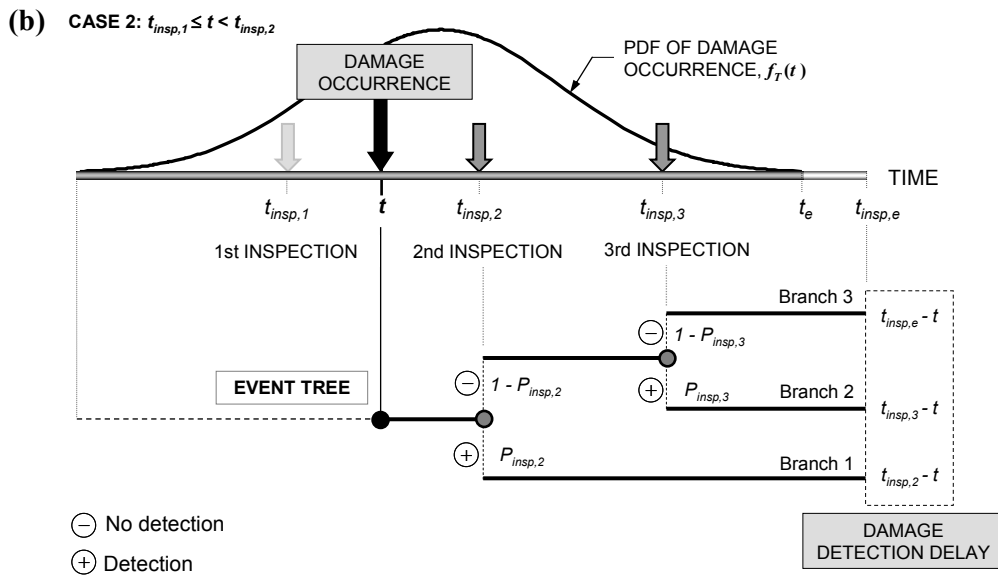 (b) CASE 2: t_insp,1 ≤ t < t_insp,2
DAMAGE
OCCURRENCE
PDF OF DAMAGE
OCCURRENCE, f_T(t)
TIME
t_insp,1 t t_insp,2 t_insp,3 t_e t_insp,e
1st INSPECTION 2nd INSPECTION 3rd INSPECTION
Branch 3
t_insp,e - t
− 1 - P_insp,3
EVENT TREE
− 1 - P_insp,2
+ P_insp,3
Branch 2
t_insp,3 - t
+ P_insp,2
Branch 1
t_insp,2 - t
− No detection
+ Detection
DAMAGE
DETECTION DELAY